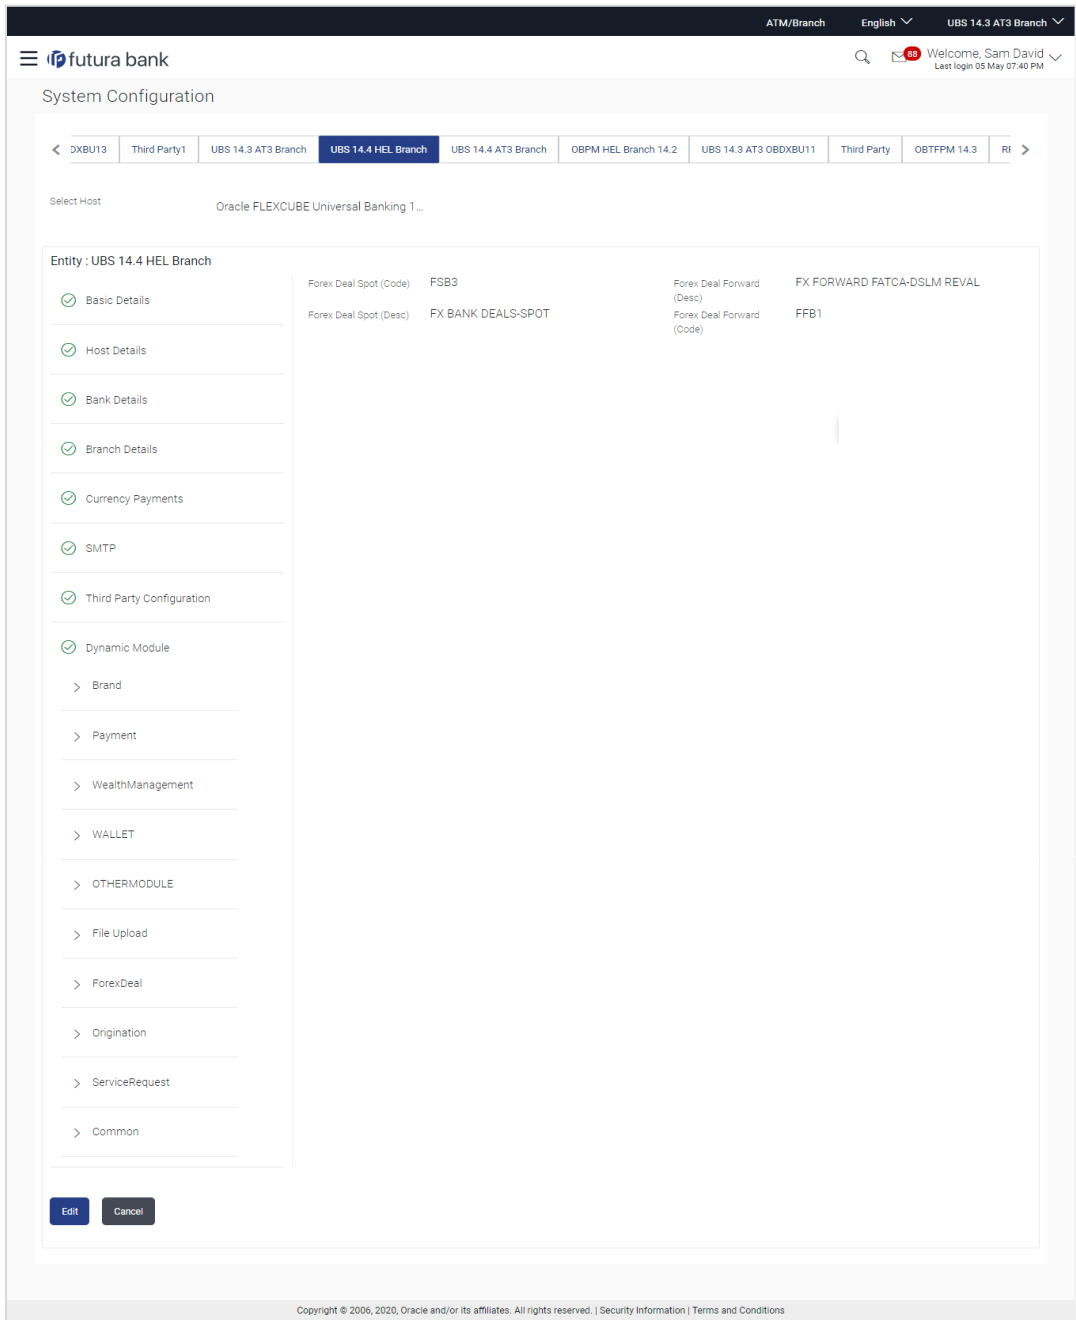 ATM/Branch English UBS 14.3 AT3 Branch
futura bank 88 Welcome, Sam David
Last login 05 May 07:40 PM
System Configuration
DXBU13 Third Party1 UBS 14.3 AT3 Branch UBS 14.4 HEL Branch UBS 14.4 AT3 Branch OBPM HEL Branch 14.2 UBS 14.3 AT3 OBDXBU11 Third Party OBTFPM 14.3
Select Host Oracle FLEXCUBE Universal Banking 1...
Entity : UBS 14.4 HEL Branch
Forex Deal Spot (Code) FSB3 Forex Deal Forward (Desc) FX FORWARD FATCA-DSLM REVAL
Forex Deal Spot (Desc) FX BANK DEALS-SPOT Forex Deal Forward (Code) FFB1
Basic Details
Host Details
Bank Details
Branch Details
Currency Payments
SMTP
Third Party Configuration
Dynamic Module
Brand
Payment
WealthManagement
WALLET
OTHERMODULE
File Upload
ForexDeal
Origination
ServiceRequest
Common
Edit Cancel
Copyright © 2006, 2020, Oracle and/or its affiliates. All rights reserved. | Security Information | Terms and Conditions